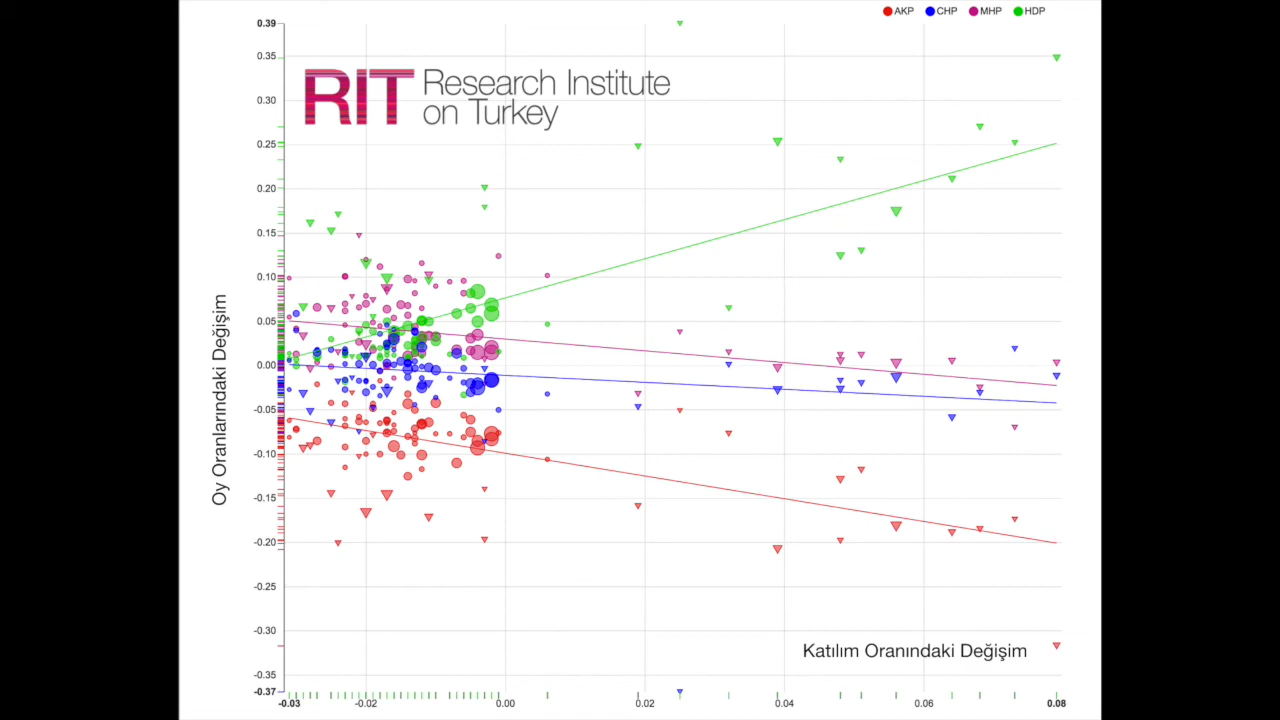 AKP CHP MHP HDP
RIT Research Institute
on Turkey
0.39
0.35
0.30
0.25
0.20
0.15
0.10
0.05
0.00
-0.05
-0.10
-0.15
-0.20
-0.25
-0.30
-0.35
-0.37
Oy Oranlarındaki Değişim
Katılım Oranındaki Değişim
-0.03 -0.02 0.00 0.02 0.04 0.06 0.08